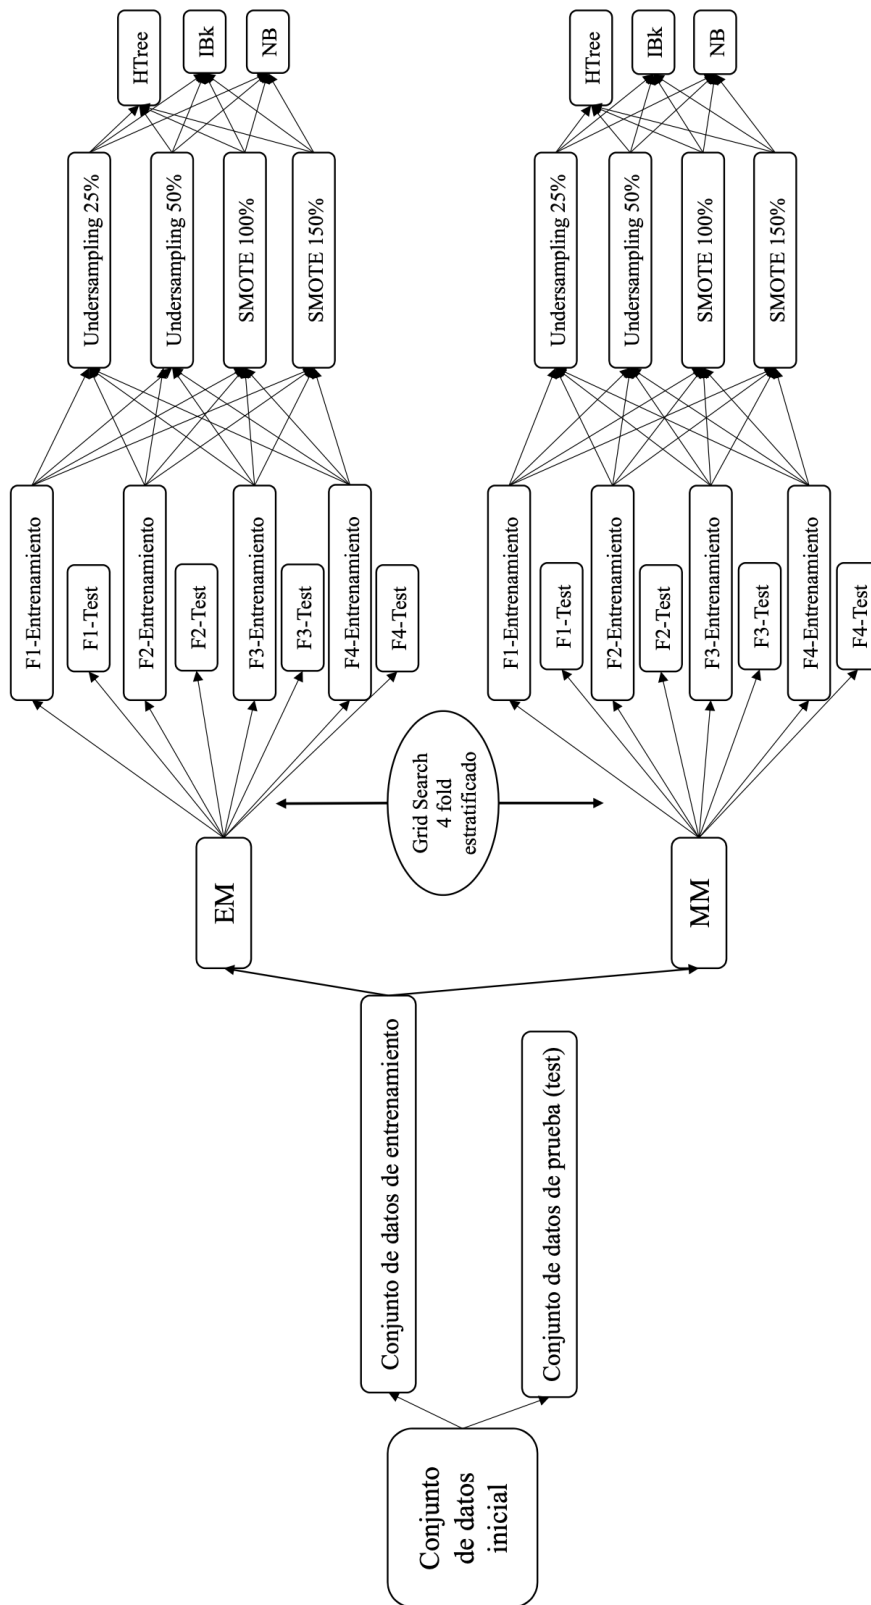 Conjunto
de datos
inicial
Conjunto de datos de entrenamiento
Conjunto de datos de prueba (test)
EM
MM
Grid Search
4 fold
estratificado
F1-Entrenamiento
F1-Test
F2-Entrenamiento
F2-Test
F3-Entrenamiento
F3-Test
F4-Entrenamiento
F4-Test
Undersampling 25%
Undersampling 50%
SMOTE 100%
SMOTE 150%
HTree
IBk
NB
F1-Entrenamiento
F1-Test
F2-Entrenamiento
F2-Test
F3-Entrenamiento
F3-Test
F4-Entrenamiento
F4-Test
Undersampling 25%
Undersampling 50%
SMOTE 100%
SMOTE 150%
HTree
IBk
NB